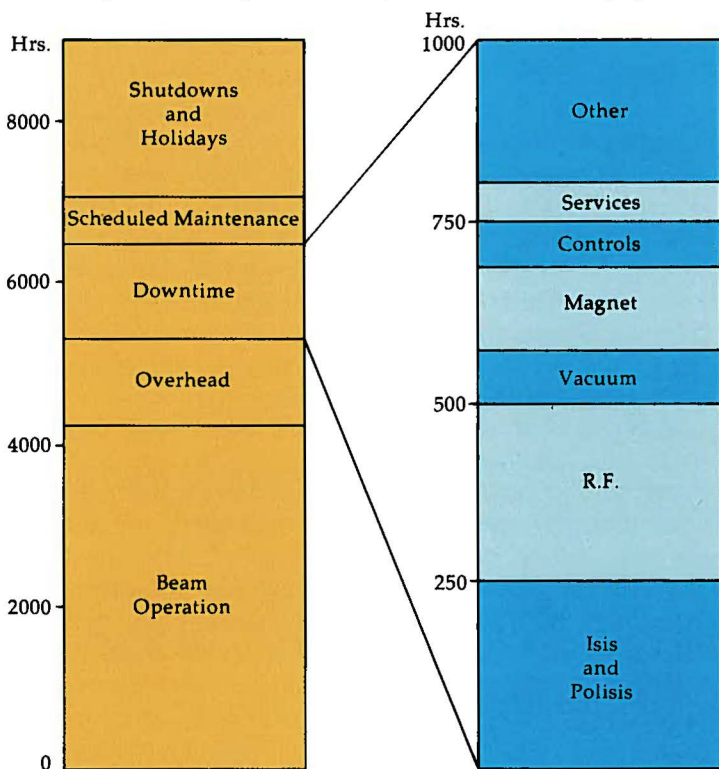 Hrs.
8000
6000
4000
2000
0
Shutdowns
and
Holidays
Scheduled Maintenance
Downtime
Overhead
Beam
Operation
Hrs.
1000
750
500
250
Other
Services
Controls
Magnet
Vacuum
R.F.
Isis
and
Polisis